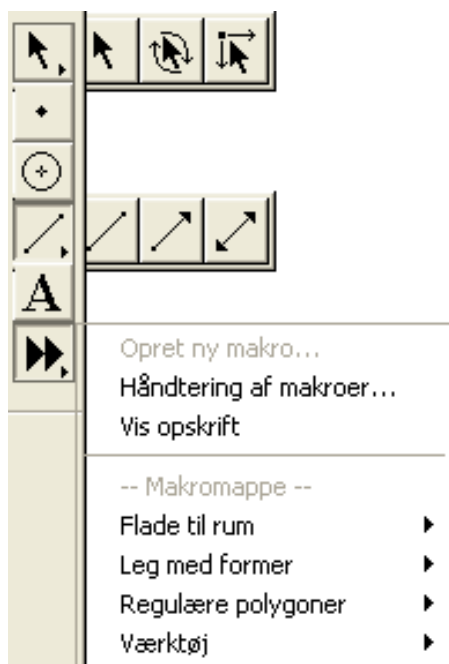 A
Opret ny makro...
Håndtering af makroer...
Vis opskrift
-- Makromappe --
Flade til rum
Leg med former
Regulære polygoner
Værktøj